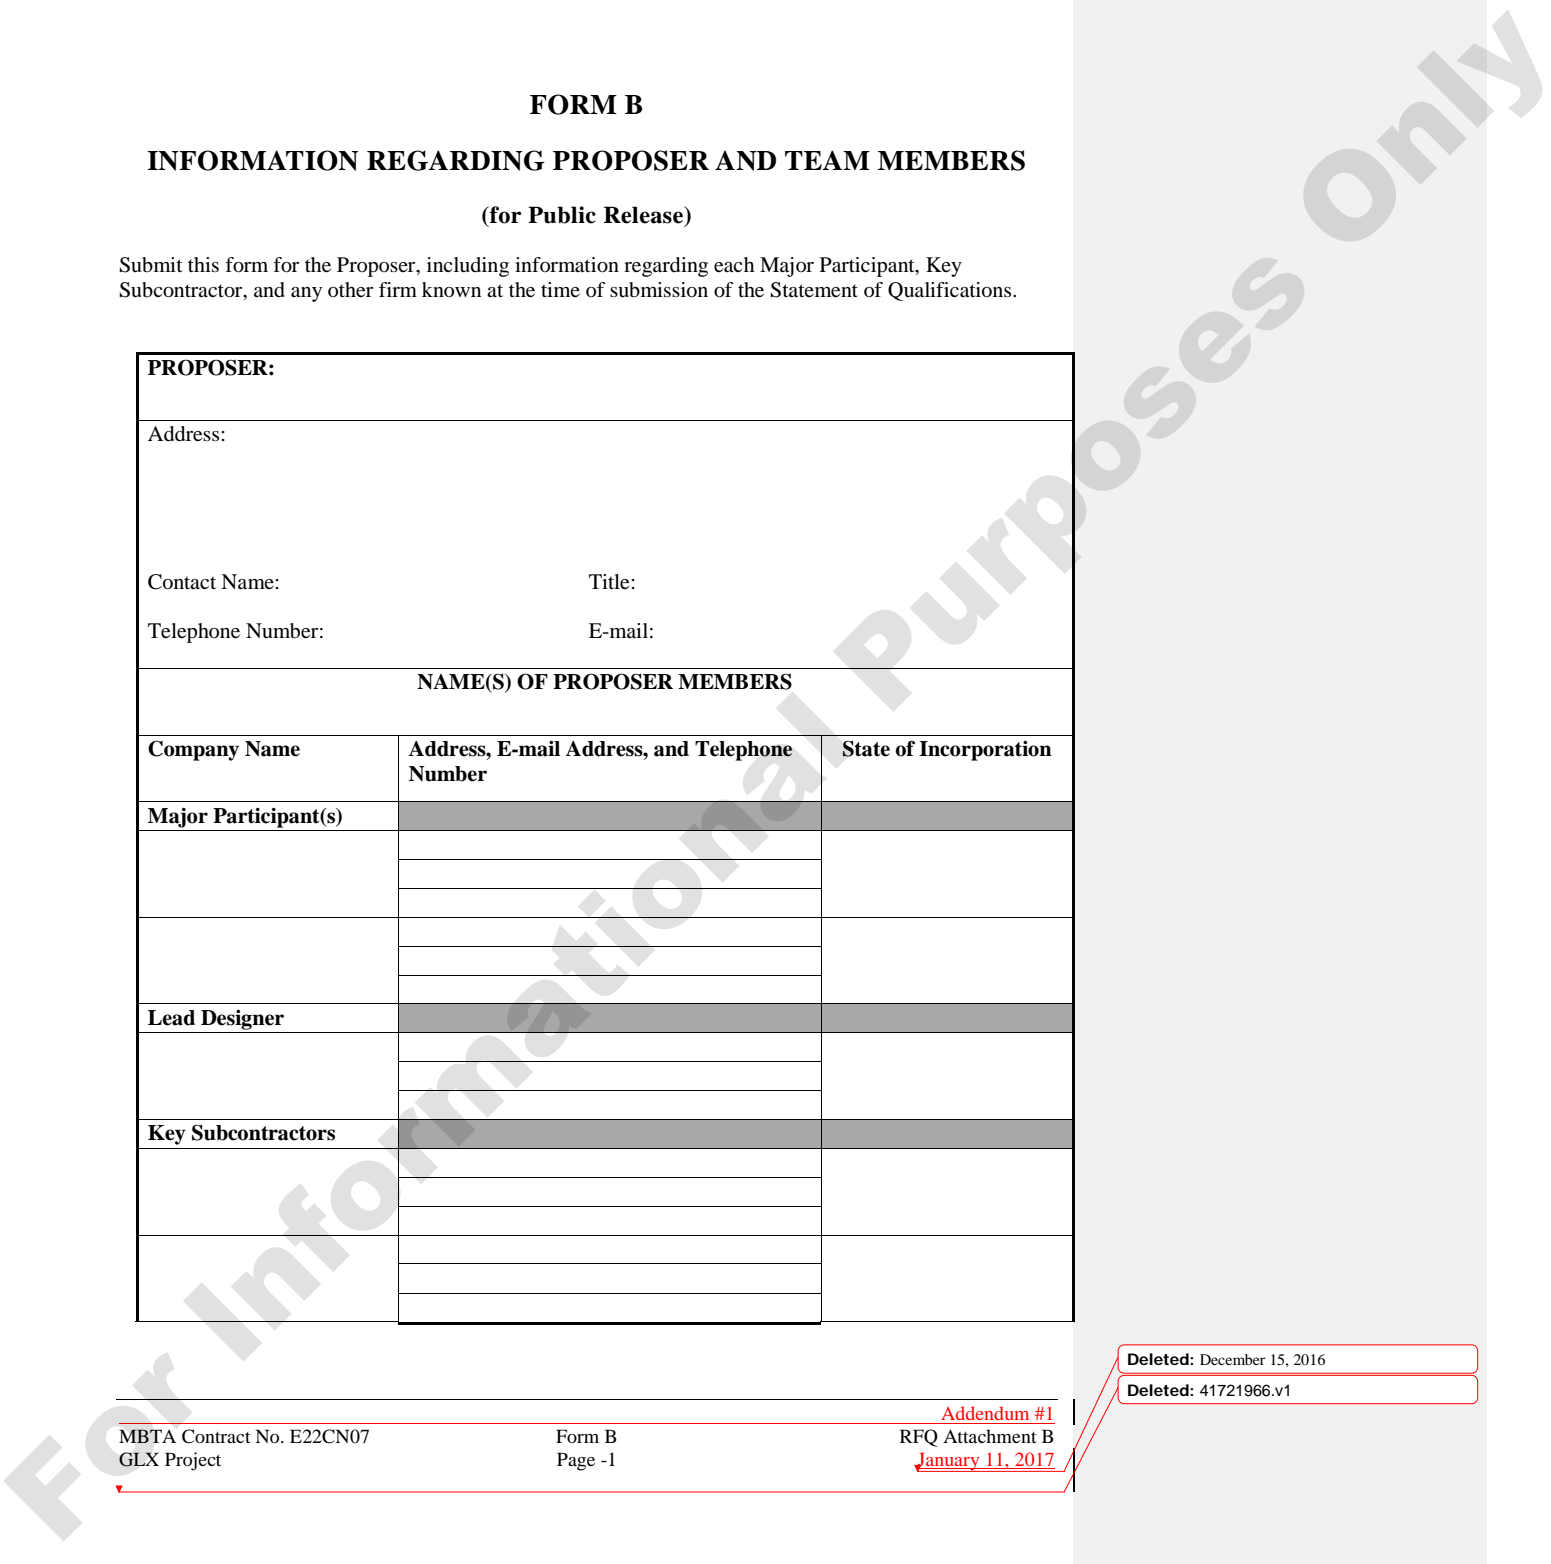 FORM B
INFORMATION REGARDING PROPOSER AND TEAM MEMBERS
(for Public Release)
Submit this form for the Proposer, including information regarding each Major Participant, Key
Subcontractor, and any other firm known at the time of submission of the Statement of Qualifications.
PROPOSER:
Address:
Contact Name: Title:
Telephone Number: E-mail:
NAME(S) OF PROPOSER MEMBERS
Company Name Address, E-mail Address, and Telephone State of Incorporation
Number
Major Participant(s)
Lead Designer
Key Subcontractors
Deleted: December 15, 2016
Deleted: 41721966.v1
Addendum #1
MBTA Contract No. E22CN07 Form B RFQ Attachment B
GLX Project Page -1 January 11, 2017
For Informational Purposes Only